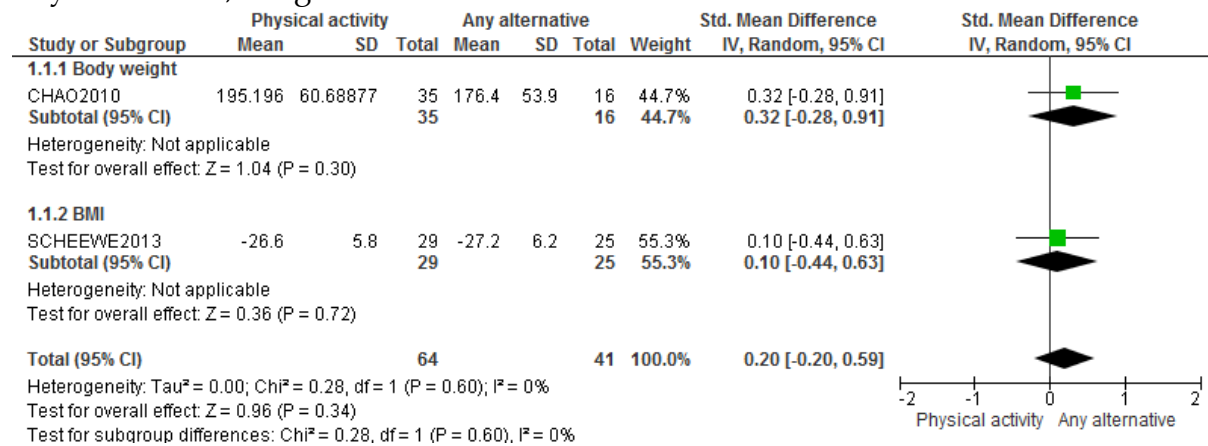 Physical activity Any alternative Std. Mean Difference Std. Mean Difference
Study or Subgroup Mean SD Total Mean SD Total Weight IV, Random, 95% CI IV, Random, 95% CI
1.1.1 Body weight
CHAO2010 195.196 60.68877 35 176.4 53.9 16 44.7% 0.32 [-0.28, 0.91]
Subtotal (95% CI) 35 16 44.7% 0.32 [-0.28, 0.91]
Heterogeneity: Not applicable
Test for overall effect: Z = 1.04 (P = 0.30)
1.1.2 BMI
SCHEEWE2013 -26.6 5.8 29 -27.2 6.2 25 55.3% 0.10 [-0.44, 0.63]
Subtotal (95% CI) 29 25 55.3% 0.10 [-0.44, 0.63]
Heterogeneity: Not applicable
Test for overall effect: Z = 0.36 (P = 0.72)
Total (95% CI) 64 41 100.0% 0.20 [-0.20, 0.59]
Heterogeneity: Tau² = 0.00; Chi² = 0.28, df = 1 (P = 0.60); I² = 0%
Test for overall effect: Z = 0.96 (P = 0.34)
Test for subgroup differences: Chi² = 0.28, df = 1 (P = 0.60), I² = 0%
-2 -1 0 1 2
Physical activity Any alternative